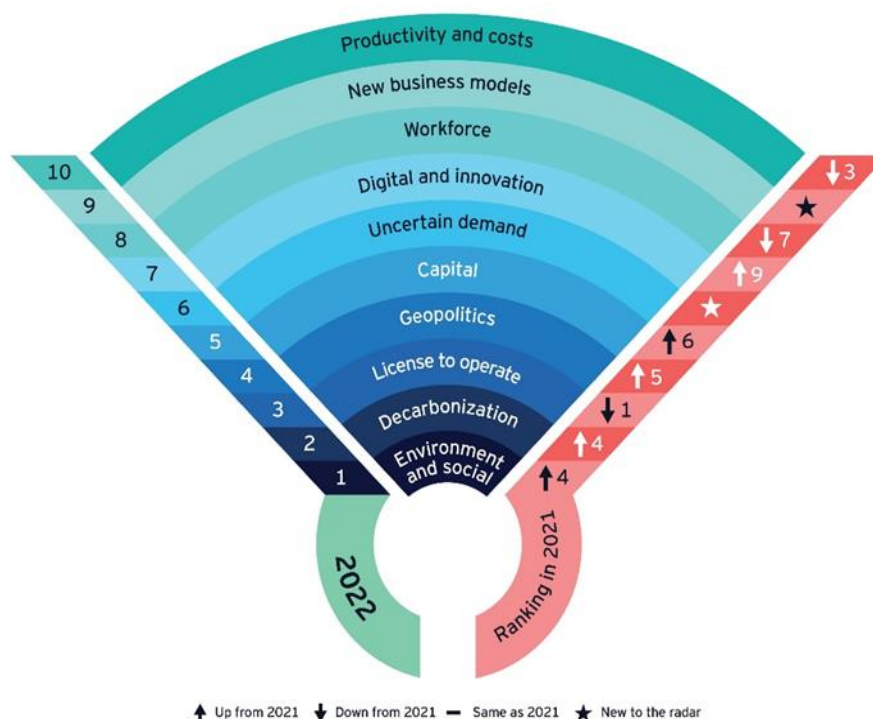 Productivity and costs
New business models
Workforce
Digital and innovation
Uncertain demand
Capital
Geopolitics
License to operate
Decarbonization
Environment
and social
10
9
8
7
6
5
4
3
2
1
2022
↓ 3
★
↓ 7
↑ 9
★
↑ 6
↑ 5
↓ 1
↑ 4
↑ 4
Ranking in 2021
↑ Up from 2021 ↓ Down from 2021 – Same as 2021 ★ New to the radar